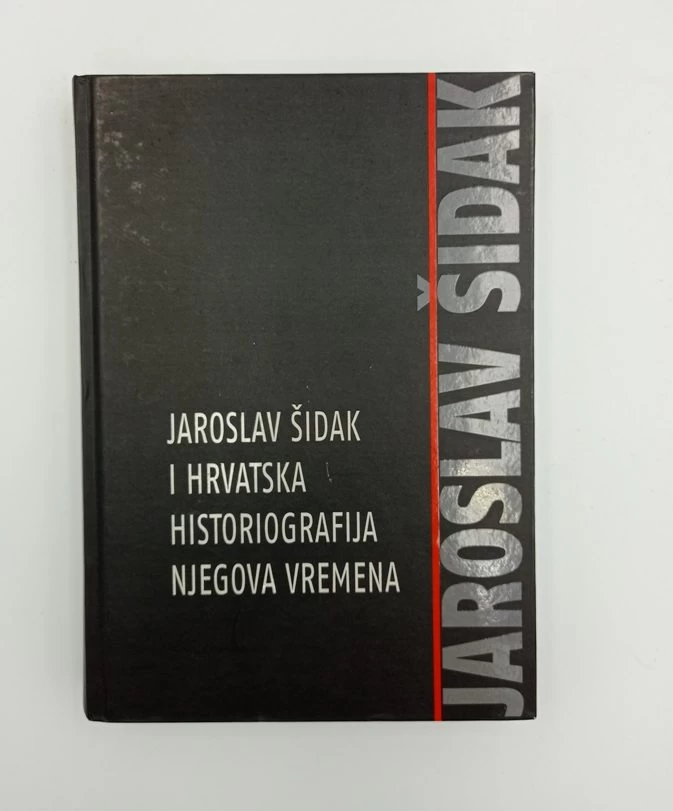 JAROSLAV ŠIDAK
I HRVATSKA
HISTORIOGRAFIJA
NJEGOVA VREMENA
JAROSLAV ŠIDAK